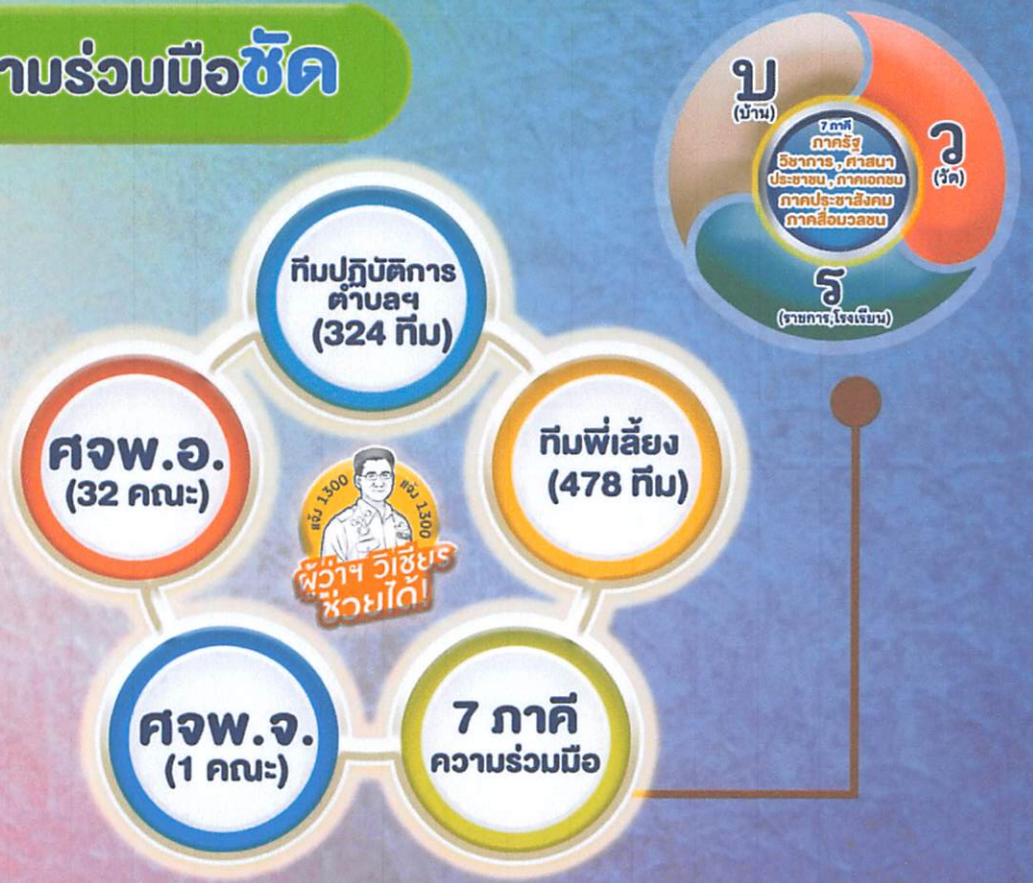 ามร่วมมือชัด
บ
(บ้าน)
ว
(วัด)
ร
(ราชการ,โรงเรียน)
7 ภาคี
ภาครัฐ
วิชาการ , ศาสนา
ประชาชน , ภาคเอกชน
ภาคประชาสังคม
ภาคสื่อมวลชน
ทีมปฏิบัติการ
ตำบลฯ
(324 ทีม)
ศจพ.อ.
(32 คณะ)
ทีมพี่เลี้ยง
(478 ทีม)
แจ้ง 1300
แจ้ง 1300
ผู้ว่าฯ วิเชียร
ช่วยได้!
ศจพ.จ.
(1 คณะ)
7 ภาคี
ความร่วมมือ